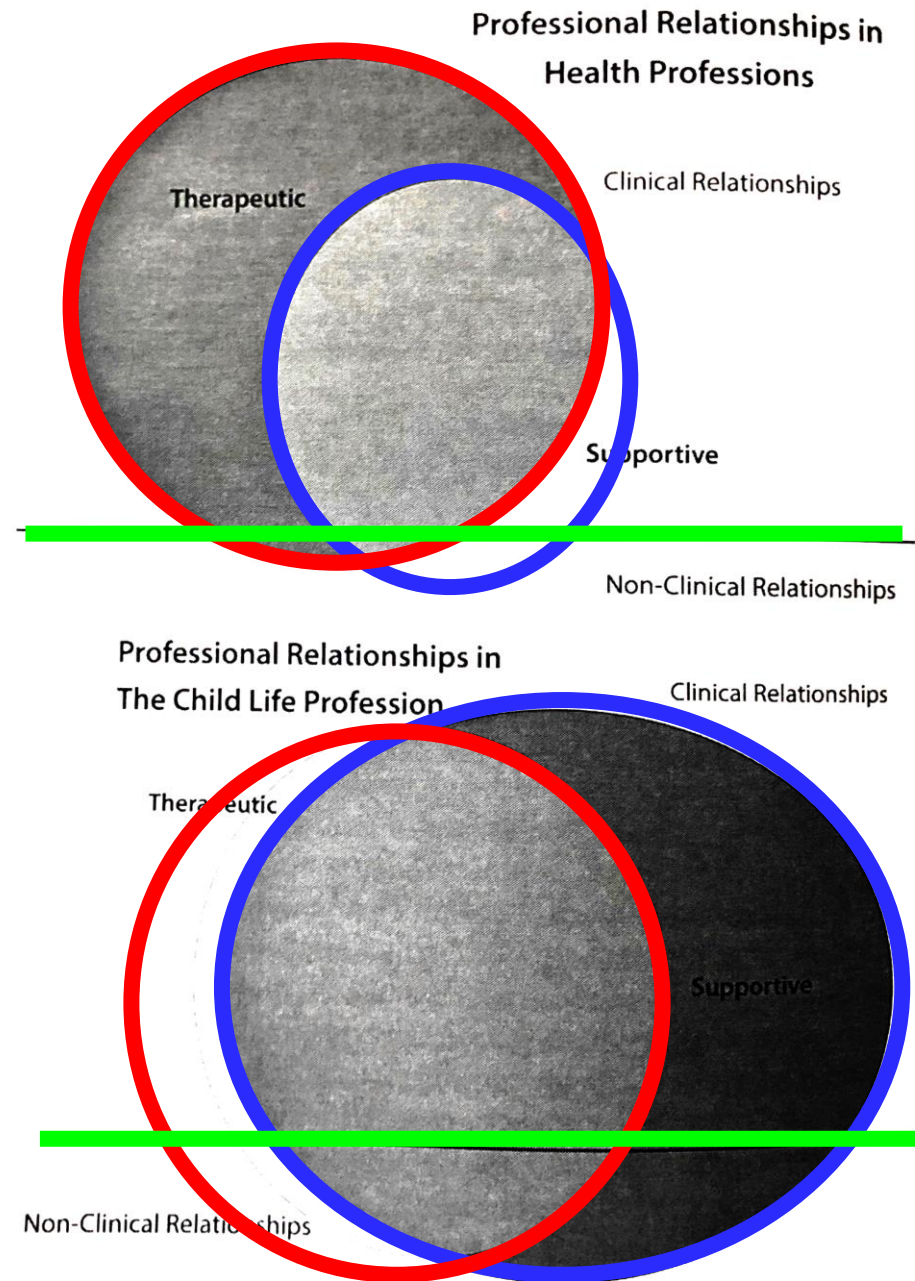 Professional Relationships in
Health Professions
Clinical Relationships
Therapeutic
Supportive
Non-Clinical Relationships
Professional Relationships in
The Child Life Profession
Clinical Relationships
Therapeutic
Supportive
Non-Clinical Relationships